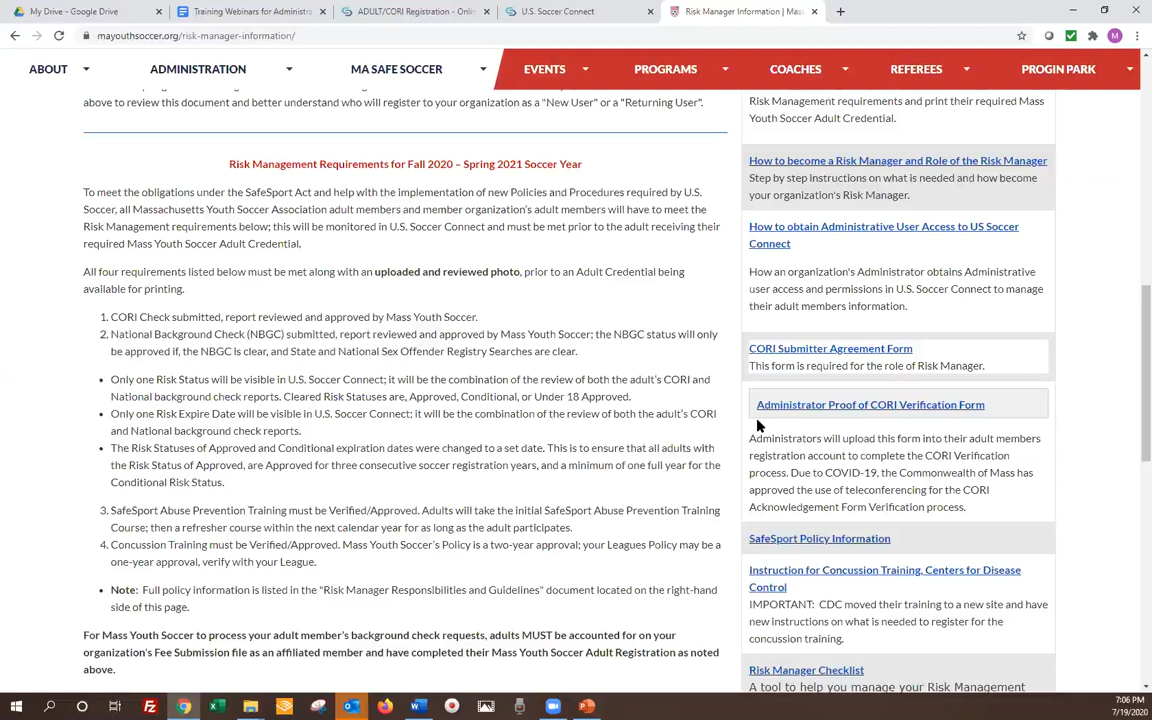 My Drive - Google Drive
Training Webinars for Administra
ADULT/CORI Registration - Onli
U.S. Soccer Connect
Risk Manager Information | Mas
mayouthsoccer.org/risk-manager-information/
M
ABOUT
ADMINISTRATION
MA SAFE SOCCER
EVENTS
PROGRAMS
COACHES
REFEREES
PROGIN PARK
above to review this document and better understand who will register to your organization as a "New User" or a "Returning User".
Risk Management Requirements for Fall 2020 – Spring 2021 Soccer Year
To meet the obligations under the SafeSport Act and help with the implementation of new Policies and Procedures required by U.S.
Soccer, all Massachusetts Youth Soccer Association adult members and member organization's adult members will have to meet the
Risk Management requirements below; this will be monitored in U.S. Soccer Connect and must be met prior to the adult receiving their
required Mass Youth Soccer Adult Credential.
All four requirements listed below must be met along with an uploaded and reviewed photo, prior to an Adult Credential being
available for printing.
1. CORI Check submitted, report reviewed and approved by Mass Youth Soccer.
2. National Background Check (NBGC) submitted, report reviewed and approved by Mass Youth Soccer; the NBGC status will only
be approved if, the NBGC is clear, and State and National Sex Offender Registry Searches are clear.
• Only one Risk Status will be visible in U.S. Soccer Connect; it will be the combination of the review of both the adult's CORI and
National background check reports. Cleared Risk Statuses are, Approved, Conditional, or Under 18 Approved.
• Only one Risk Expire Date will be visible in U.S. Soccer Connect; it will be the combination of the review of both the adult's CORI
and National background check reports.
• The Risk Statuses of Approved and Conditional expiration dates were changed to a set date. This is to ensure that all adults with
the Risk Status of Approved, are Approved for three consecutive soccer registration years, and a minimum of one full year for the
Conditional Risk Status.
3. SafeSport Abuse Prevention Training must be Verified/Approved. Adults will take the initial SafeSport Abuse Prevention Training
Course; then a refresher course within the next calendar year for as long as the adult participates.
4. Concussion Training must be Verified/Approved. Mass Youth Soccer's Policy is a two-year approval; your Leagues Policy may be a
one-year approval, verify with your League.
• Note: Full policy information is listed in the "Risk Manager Responsibilities and Guidelines" document located on the right-hand
side of this page.
For Mass Youth Soccer to process your adult member's background check requests, adults MUST be accounted for on your
organization's Fee Submission file as an affiliated member and have completed their Mass Youth Soccer Adult Registration as noted
above.
Risk Management requirements and print their required
Mass Youth Soccer Adult Credential.
How to become a Risk Manager and Role of the Risk Manager
Step by step instructions on what is needed and how become
your organization's Risk Manager.
How to obtain Administrative User Access to US Soccer
Connect
How an organization's Administrator obtains Administrative
user access and permissions in U.S. Soccer Connect to manage
their adult members information.
CORI Submitter Agreement Form
This form is required for the role of Risk Manager.
Administrator Proof of CORI Verification Form
Administrators will upload this form into their adult members
registration account to complete the CORI Verification
process. Due to COVID-19, the Commonwealth of Mass has
approved the use of teleconferencing for the CORI
Acknowledgement Form Verification process.
SafeSport Policy Information
Instruction for Concussion Training, Centers for Disease
Control
IMPORTANT: CDC moved their training to a new site and have
new instructions on what is needed to register for the
concussion training.
Risk Manager Checklist
A tool to help you manage your Risk Management
7:06 PM
7/19/2020